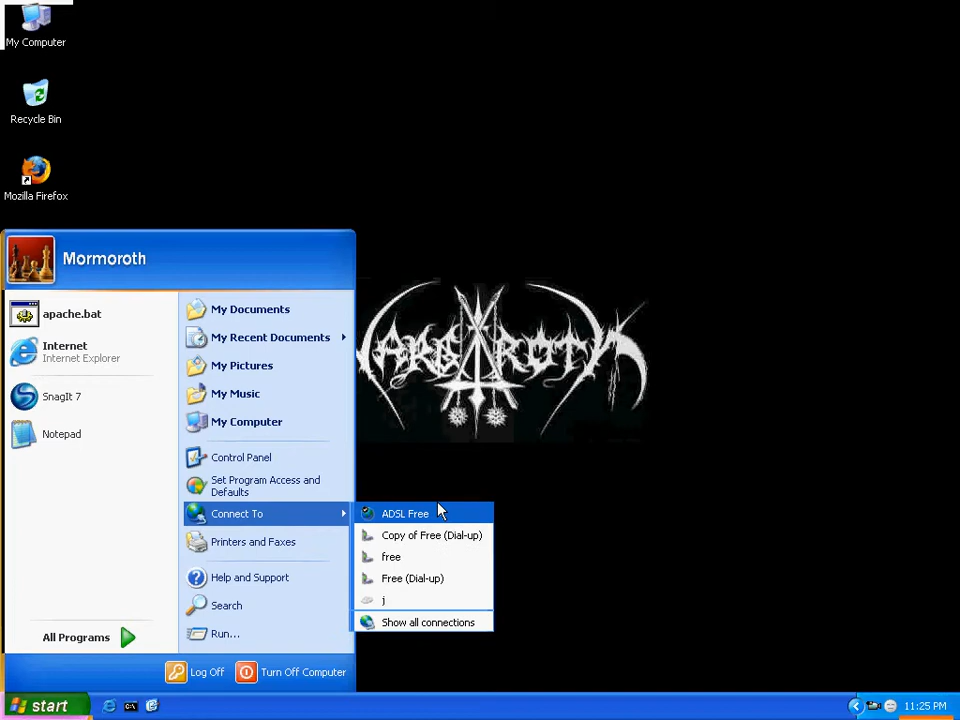 My Computer
Recycle Bin
Mozilla Firefox
Mormoroth
apache.bat
Internet
Internet Explorer
SnagIt 7
Notepad
All Programs
My Documents
My Recent Documents
My Pictures
My Music
My Computer
Control Panel
Set Program Access and
Defaults
Connect To
Printers and Faxes
Help and Support
Search
Run...
ADSL Free
Copy of Free (Dial-up)
free
Free (Dial-up)
j
Show all connections
Log Off
Turn Off Computer
start
11:25 PM